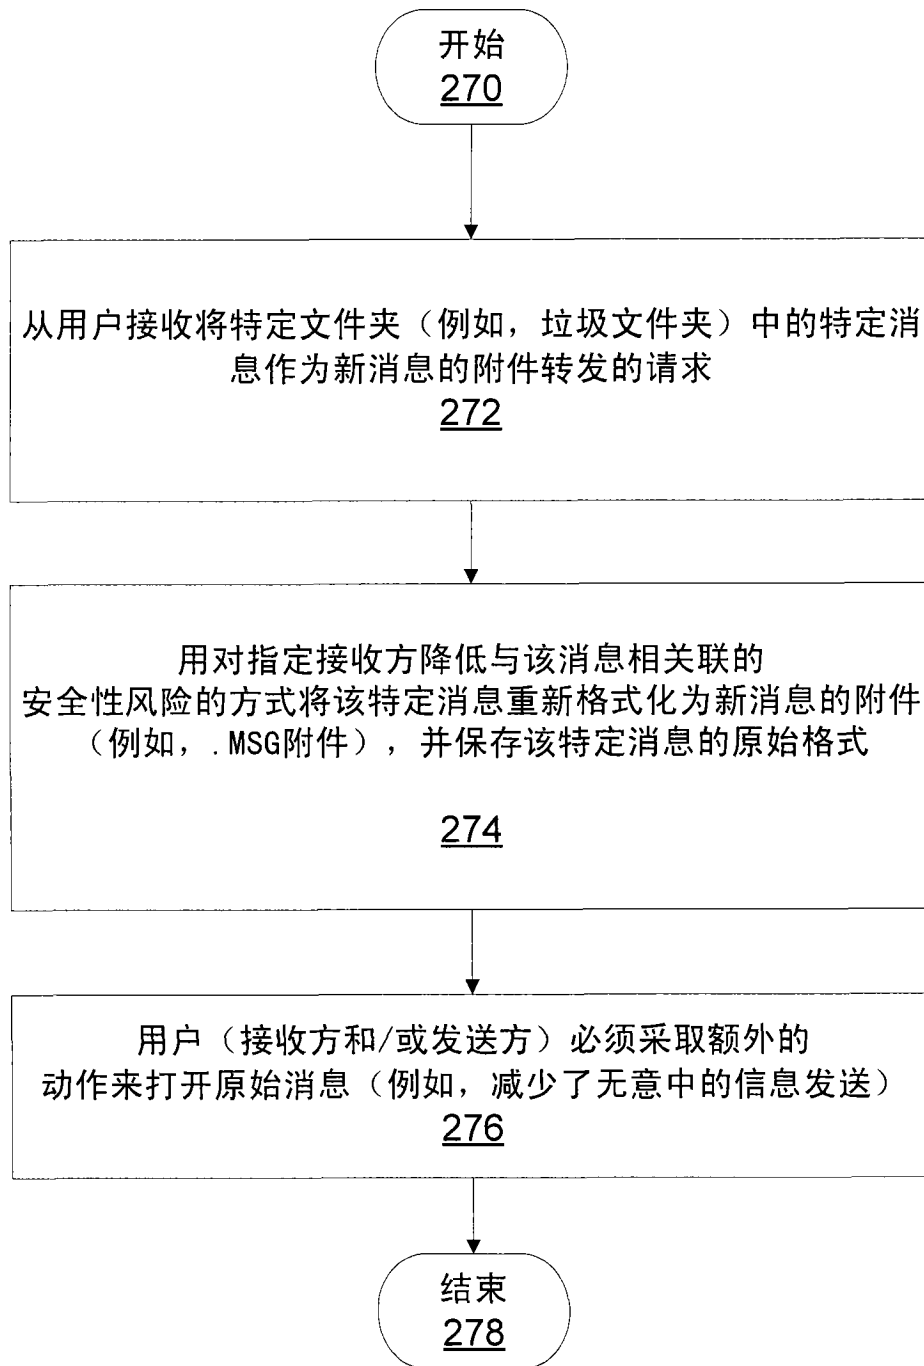 开始
270
从用户接收将特定文件夹（例如，垃圾文件夹）中的特定消
息作为新消息的附件转发的请求
272
用对指定接收方降低与该消息相关联的
安全性风险的方式将该特定消息重新格式化为新消息的附件
（例如，.MSG附件），并保存该特定消息的原始格式
274
用户（接收方和/或发送方）必须采取额外的
动作来打开原始消息（例如，减少了无意中的信息发送）
276
结束
278